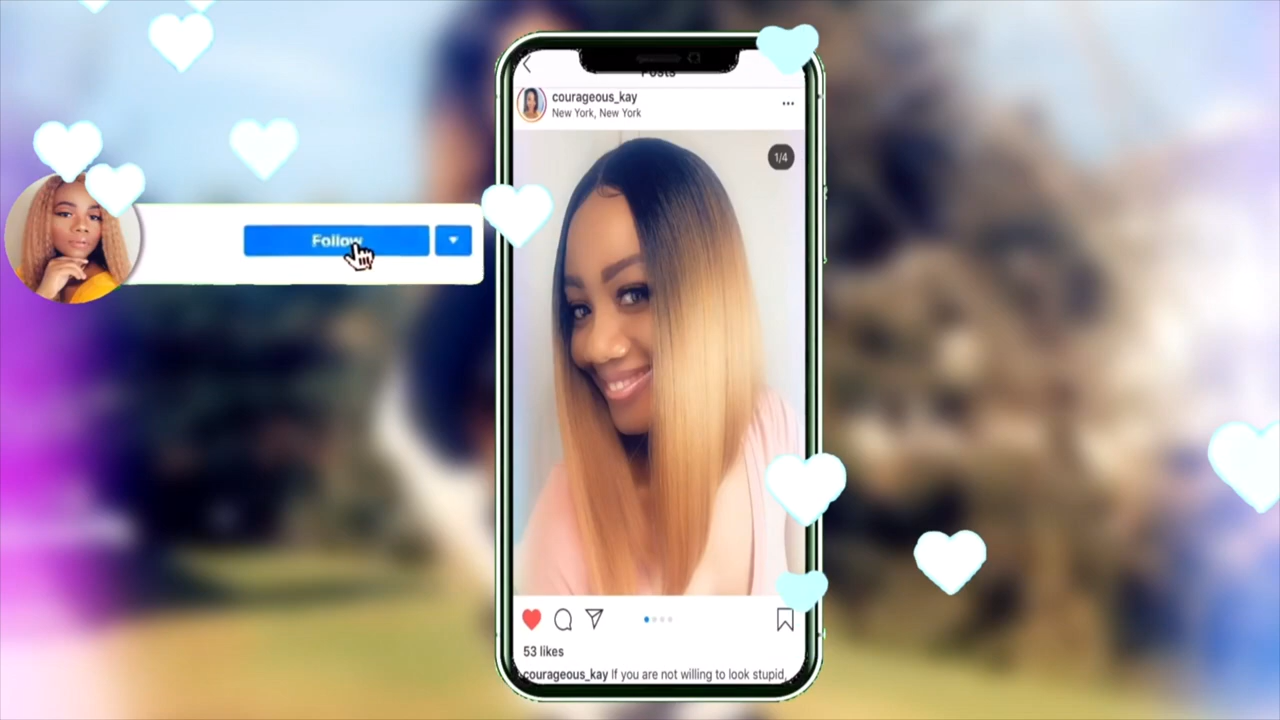 Posts
courageous_kay
New York, New York
1/4
Follow
53 likes
courageous_kay If you are not willing to look stupid,